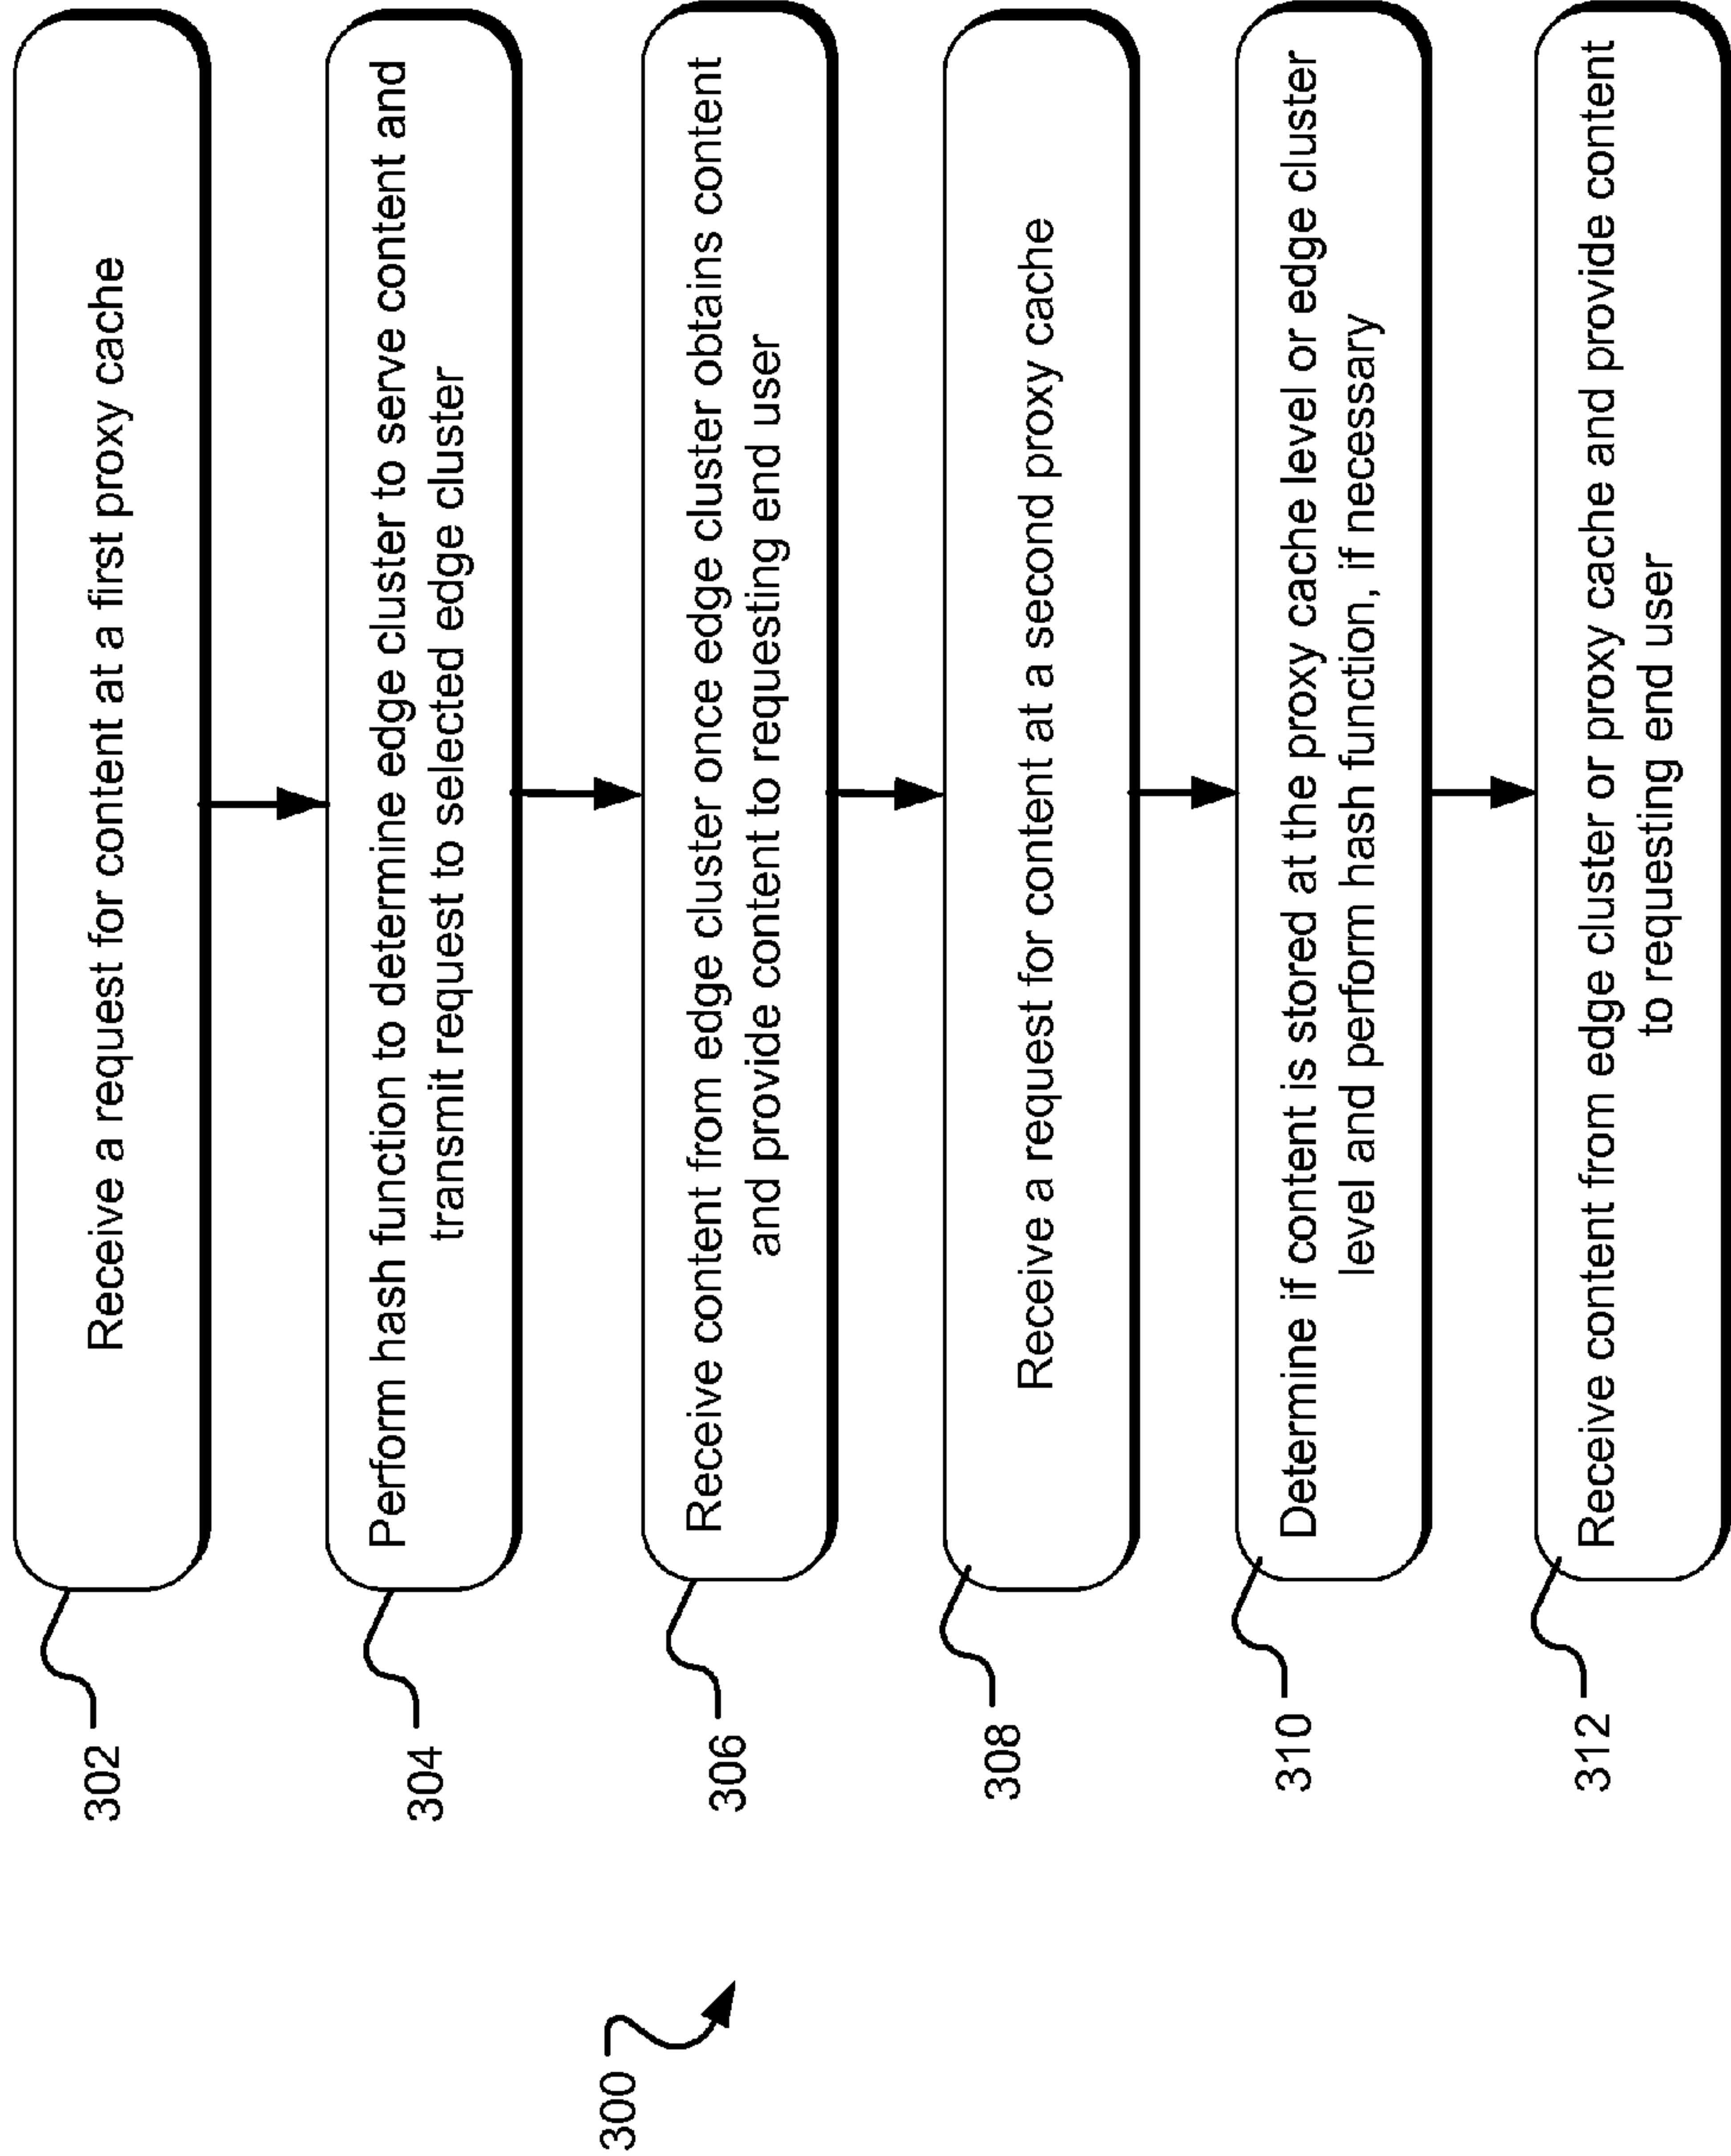 300
302
Receive a request for content at a first proxy cache
304
Perform hash function to determine edge cluster to serve content and
transmit request to selected edge cluster
306
Receive content from edge cluster once edge cluster obtains content
and provide content to requesting end user
308
Receive a request for content at a second proxy cache
310
Determine if content is stored at the proxy cache level or edge cluster
level and perform hash function, if necessary
312
Receive content from edge cluster or proxy cache and provide content
to requesting end user